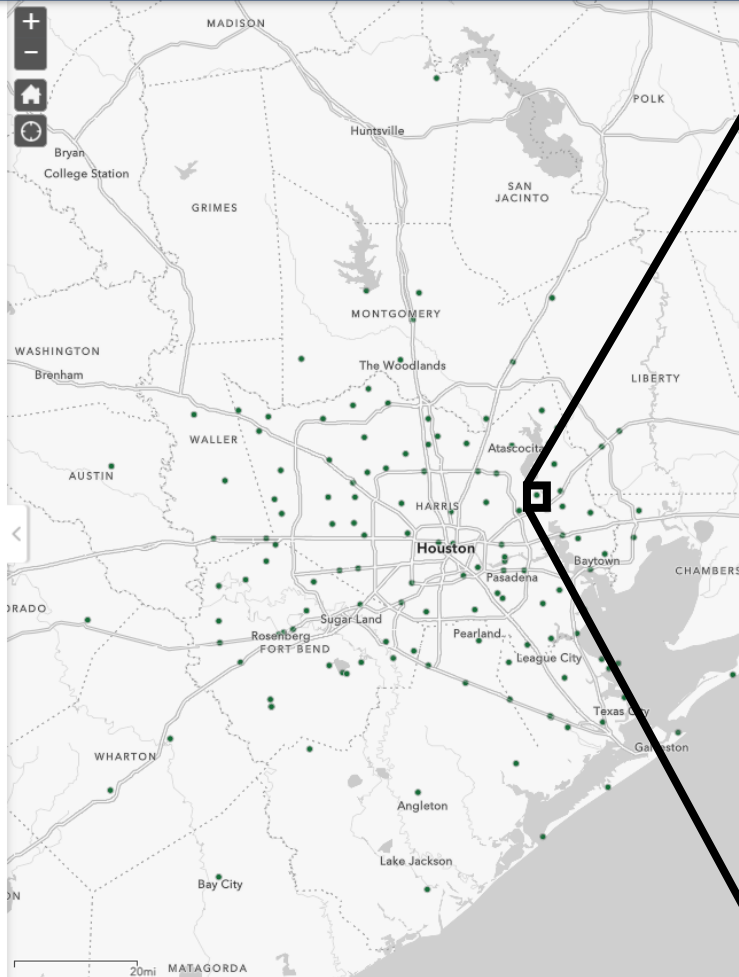 +
MADISON
−
POLK
Huntsville
Bryan
College Station
SAN
JACINTO
GRIMES
MONTGOMERY
WASHINGTON
The Woodlands
Brenham
LIBERTY
WALLER
Atascocita
AUSTIN
HARRIS
Houston
Baytown
CHAMBERS
Pasadena
ORADO
Sugar Land
Rosenberg
Pearland
FORT BEND
League City
Texas City
Galveston
WHARTON
Angleton
Lake Jackson
Bay City
ON
20mi
MATAGORDA